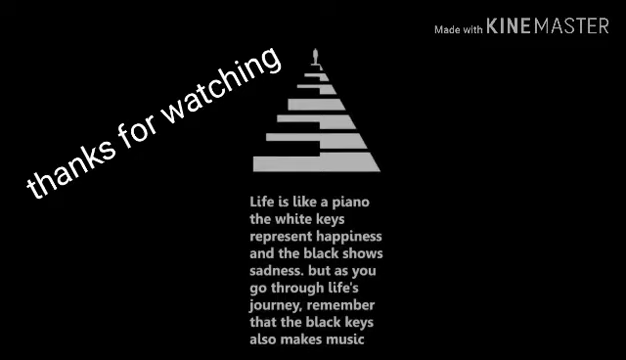 Made with KINEMASTER
thanks for watching
Life is like a piano
the white keys
represent happiness
and the black shows
sadness. but as you
go through life's
journey, remember
that the black keys
also makes music